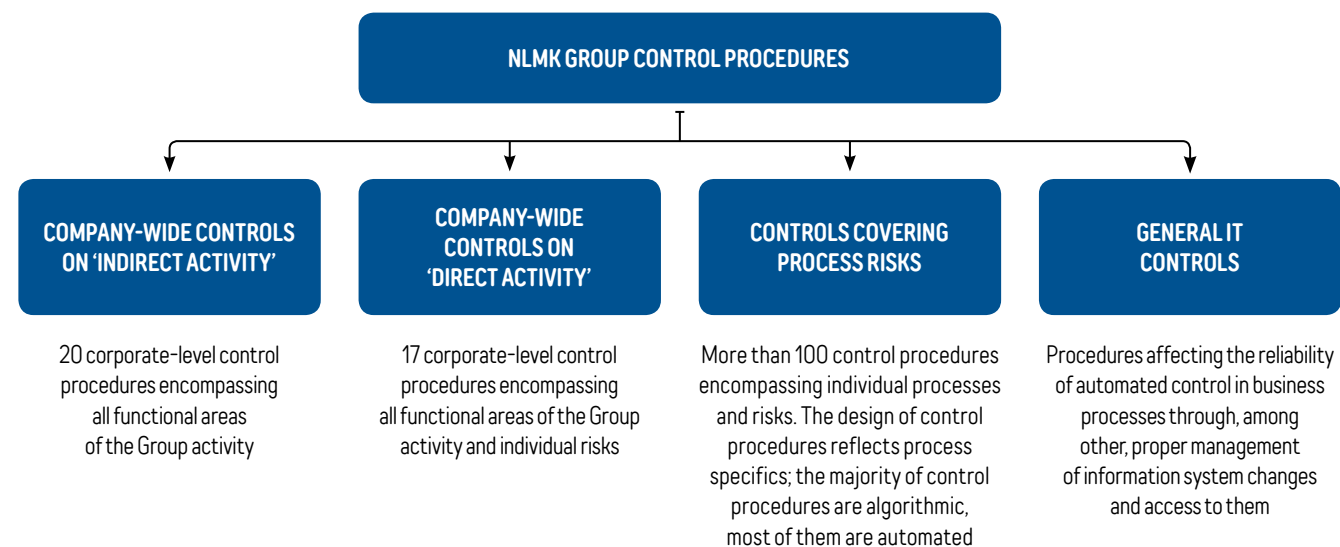 NLMK GROUP CONTROL PROCEDURES
COMPANY-WIDE CONTROLS
ON ‘INDIRECT ACTIVITY’
20 corporate-level control
procedures encompassing
all functional areas
of the Group activity
COMPANY-WIDE
CONTROLS ON
‘DIRECT ACTIVITY’
17 corporate-level control
procedures encompassing
all functional areas of the Group
activity and individual risks
CONTROLS COVERING
PROCESS RISKS
More than 100 control procedures
encompassing individual processes
and risks. The design of control
procedures reflects process
specifics; the majority of control
procedures are algorithmic,
most of them are automated
GENERAL IT
CONTROLS
Procedures affecting the reliability
of automated control in business
processes through, among
other, proper management
of information system changes
and access to them